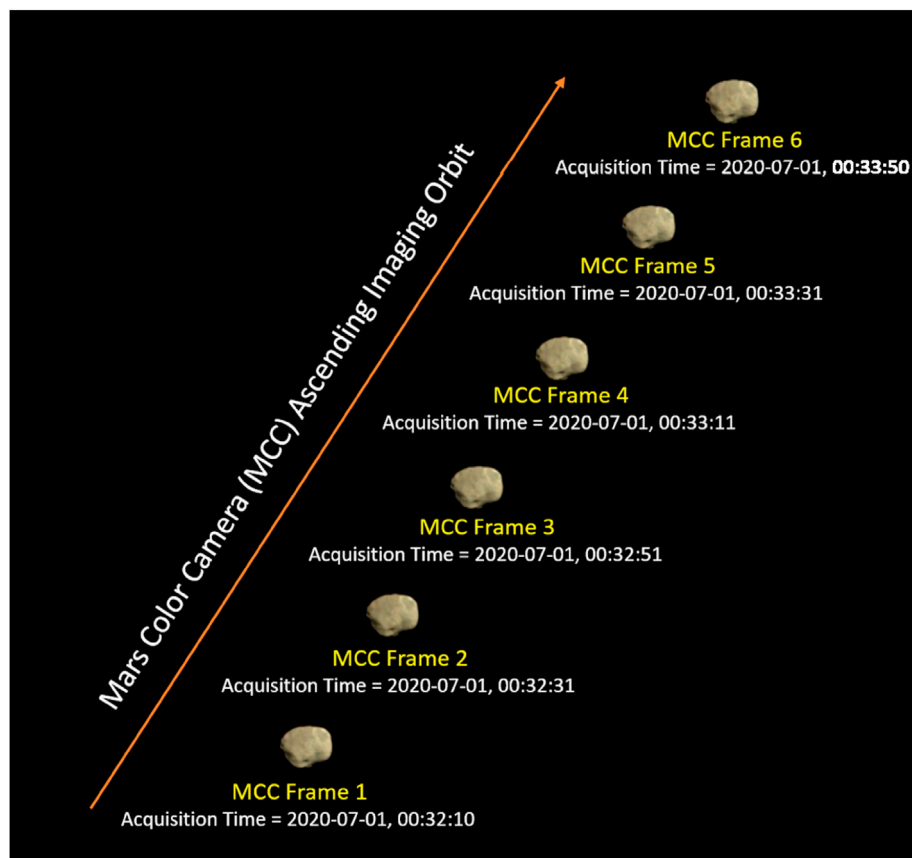 Mars Color Camera (MCC) Ascending Imaging Orbit
MCC Frame 6
Acquisition Time = 2020-07-01, 00:33:50
MCC Frame 5
Acquisition Time = 2020-07-01, 00:33:31
MCC Frame 4
Acquisition Time = 2020-07-01, 00:33:11
MCC Frame 3
Acquisition Time = 2020-07-01, 00:32:51
MCC Frame 2
Acquisition Time = 2020-07-01, 00:32:31
MCC Frame 1
Acquisition Time = 2020-07-01, 00:32:10